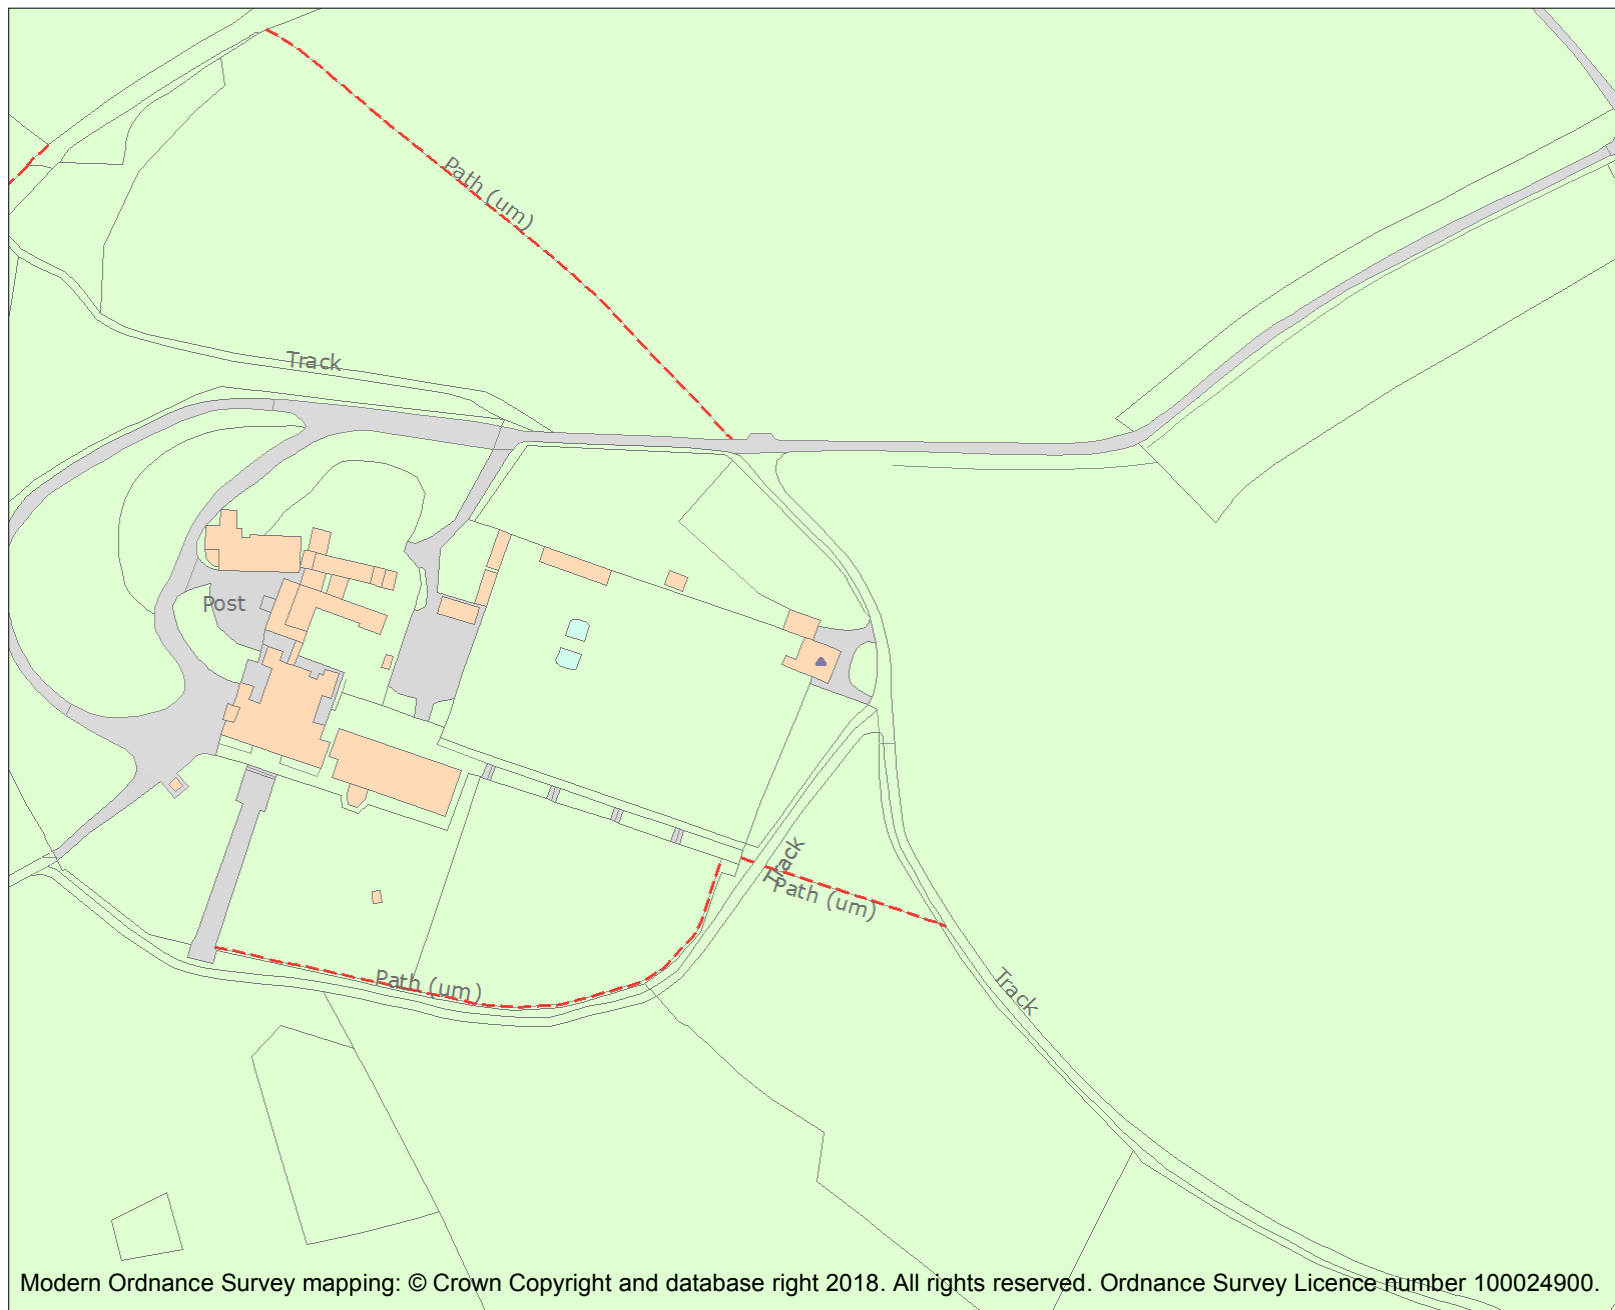 Path (um)
Track
Post
Track
Path (um)
Path (um)
Track
Modern Ordnance Survey mapping: © Crown Copyright and database right 2018. All rights reserved. Ordnance Survey Licence number 100024900.